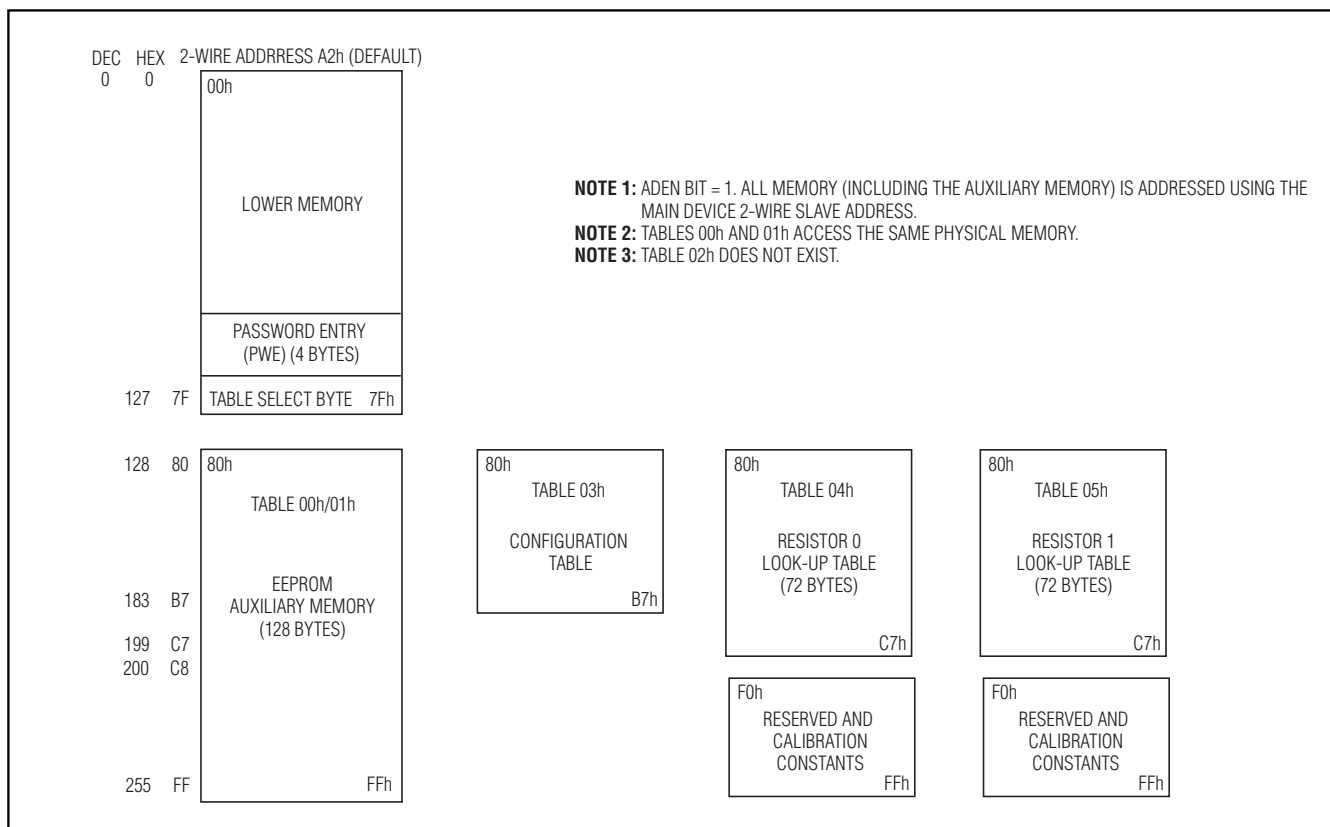 DEC HEX 2-WIRE ADDRRESS A2h (DEFAULT)
0 0
00h
LOWER MEMORY
PASSWORD ENTRY
(PWE) (4 BYTES)
127 7F TABLE SELECT BYTE 7Fh
NOTE 1: ADEN BIT = 1. ALL MEMORY (INCLUDING THE AUXILIARY MEMORY) IS ADDRESSED USING THE
MAIN DEVICE 2-WIRE SLAVE ADDRESS.
NOTE 2: TABLES 00h AND 01h ACCESS THE SAME PHYSICAL MEMORY.
NOTE 3: TABLE 02h DOES NOT EXIST.
128 80 80h
TABLE 00h/01h
EEPROM
AUXILIARY MEMORY
(128 BYTES)
183 B7
199 C7
200 C8
255 FF FFh
80h
TABLE 03h
CONFIGURATION
TABLE
B7h
80h
TABLE 04h
RESISTOR 0
LOOK-UP TABLE
(72 BYTES)
C7h
F0h
RESERVED AND
CALIBRATION
CONSTANTS
FFh
80h
TABLE 05h
RESISTOR 1
LOOK-UP TABLE
(72 BYTES)
C7h
F0h
RESERVED AND
CALIBRATION
CONSTANTS
FFh